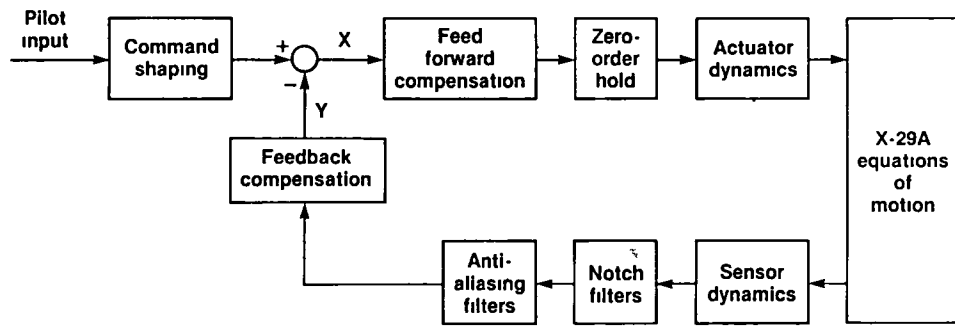 Pilot
input
Command
shaping
+
−
X
Y
Feed
forward
compensation
Zero-
order
hold
Actuator
dynamics
X-29A
equations
of
motion
Feedback
compensation
Anti-
aliasing
filters
Notch
filters
Sensor
dynamics